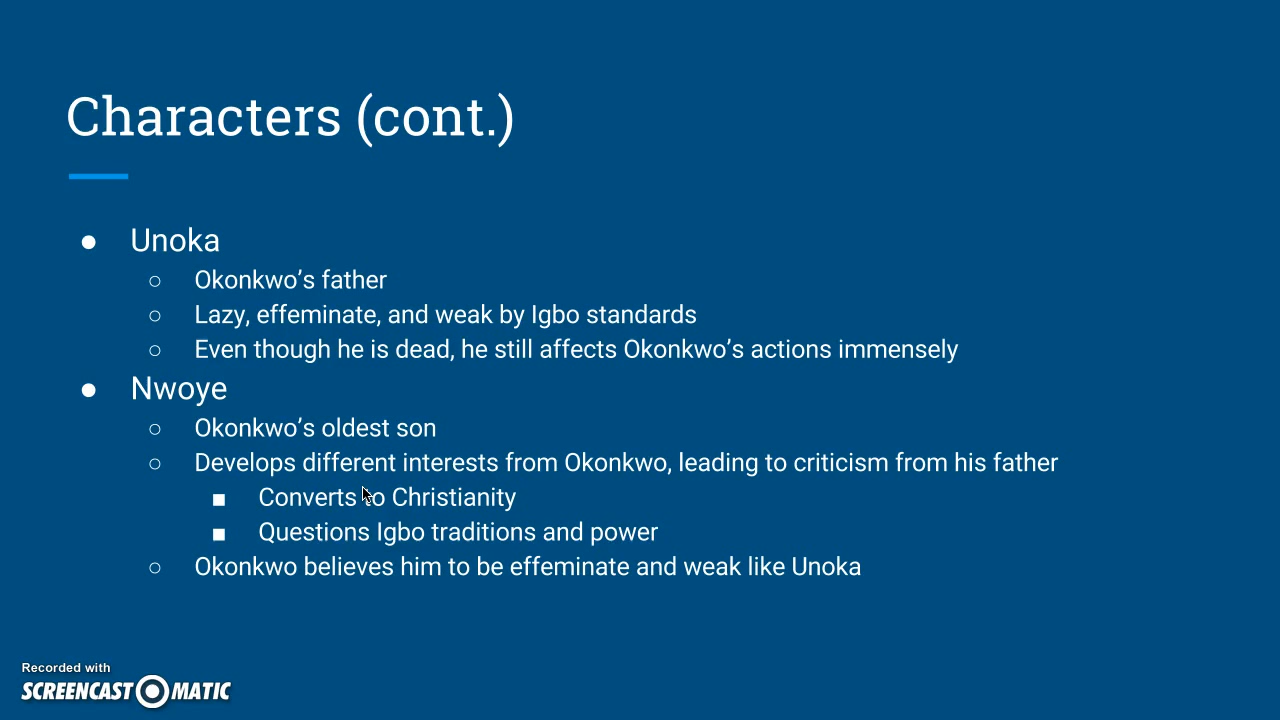 Characters (cont.)
● Unoka
○ Okonkwo’s father
○ Lazy, effeminate, and weak by Igbo standards
○ Even though he is dead, he still affects Okonkwo’s actions immensely
● Nwoye
○ Okonkwo’s oldest son
○ Develops different interests from Okonkwo, leading to criticism from his father
■ Converts to Christianity
■ Questions Igbo traditions and power
○ Okonkwo believes him to be effeminate and weak like Unoka
Recorded with
SCREENCAST MATIC